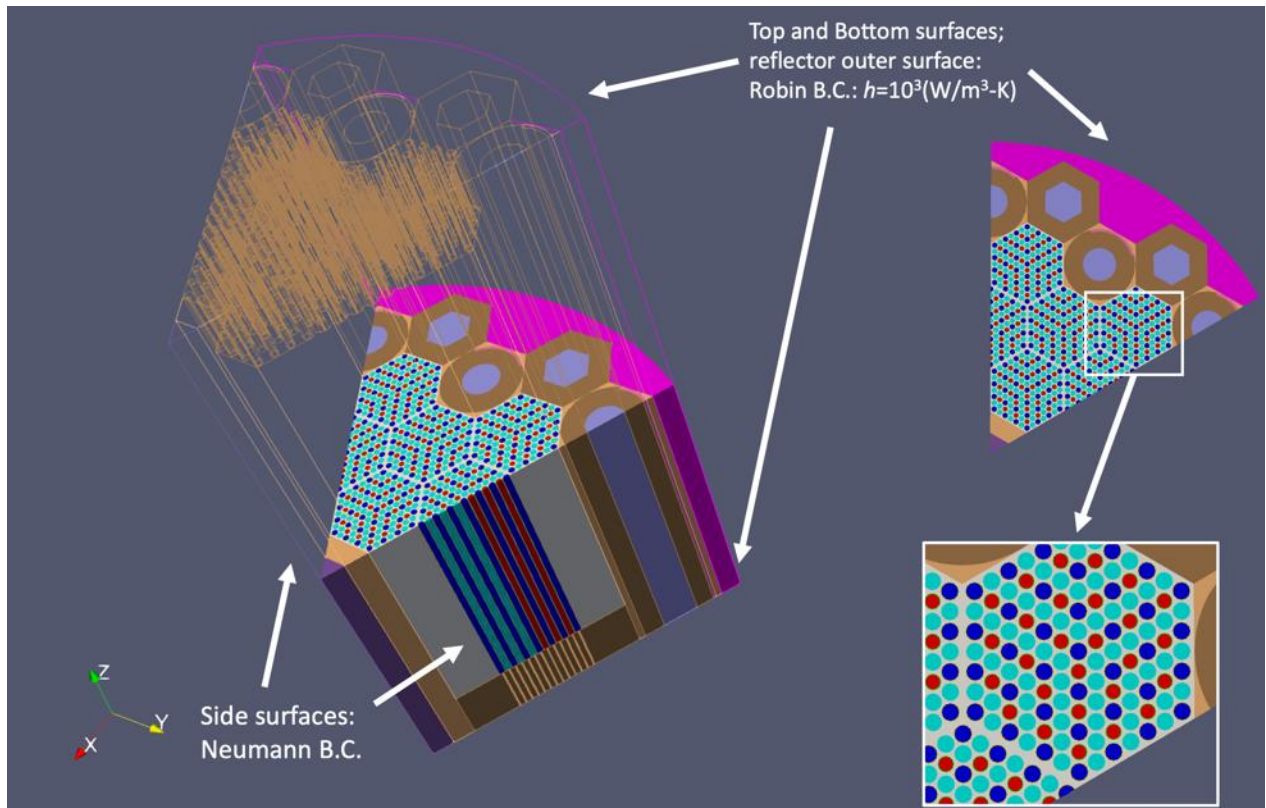 Top and Bottom surfaces;
reflector outer surface:
Robin B.C.: h=10³(W/m³-K)
Side surfaces:
Neumann B.C.
Z
Y
X